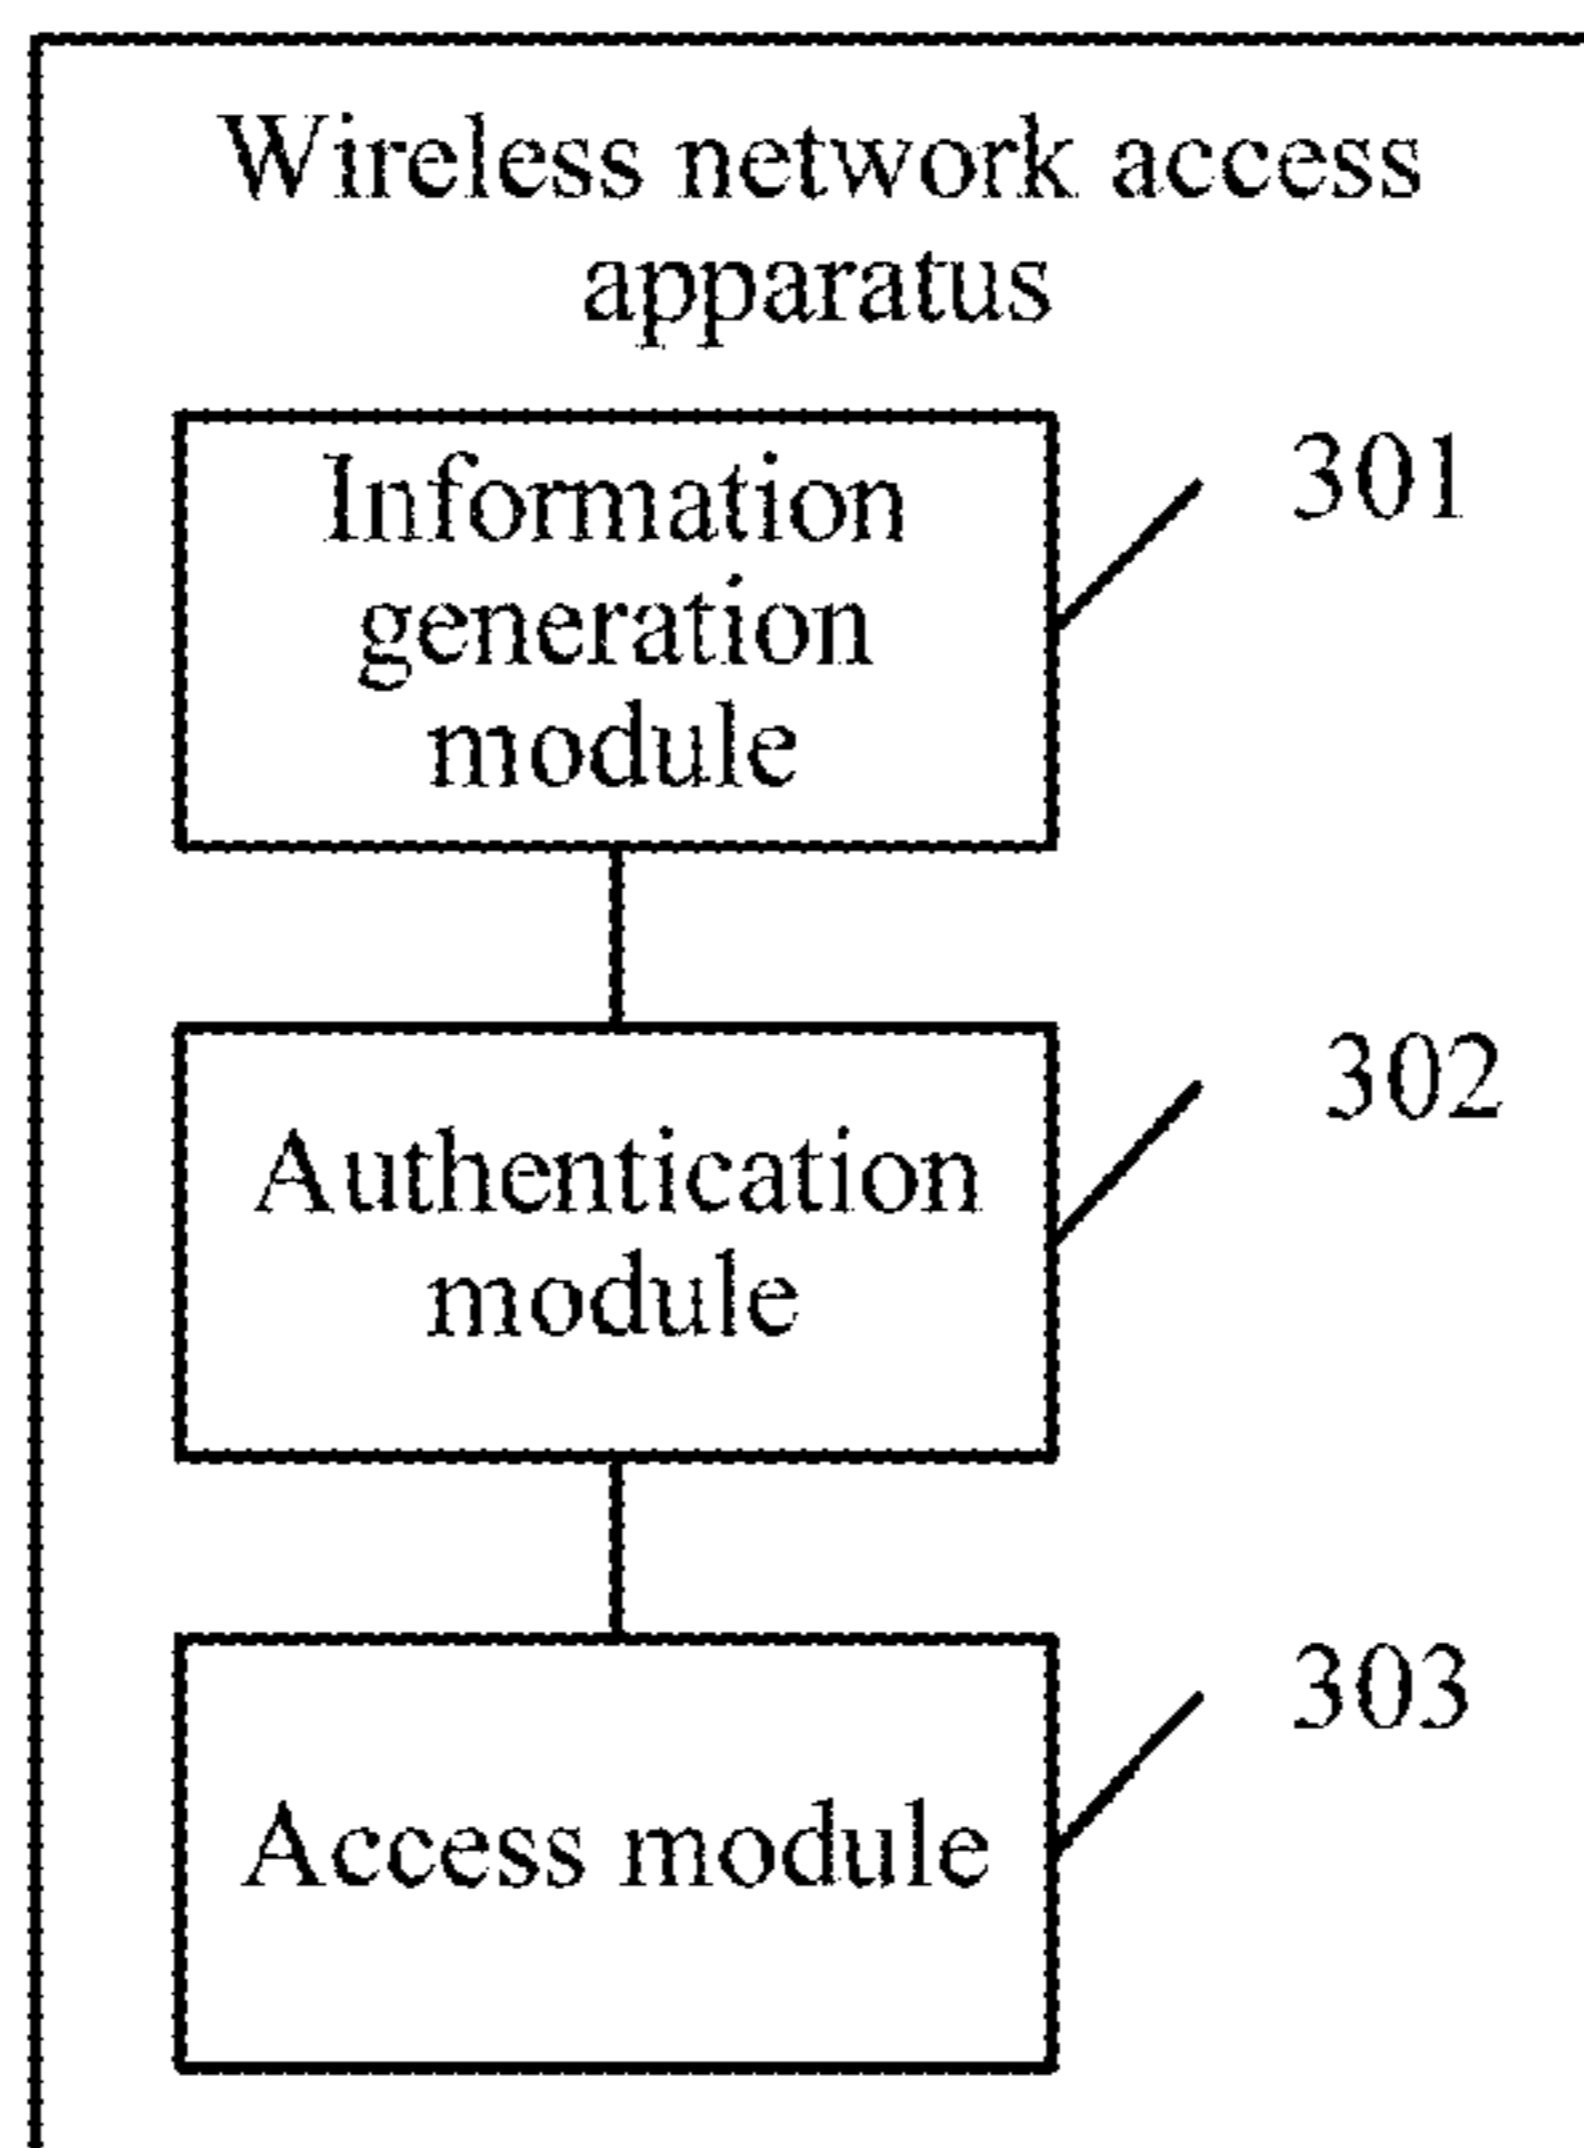 Wireless network access
apparatus
Information
generation
module
301
Authentication
module
302
Access module
303